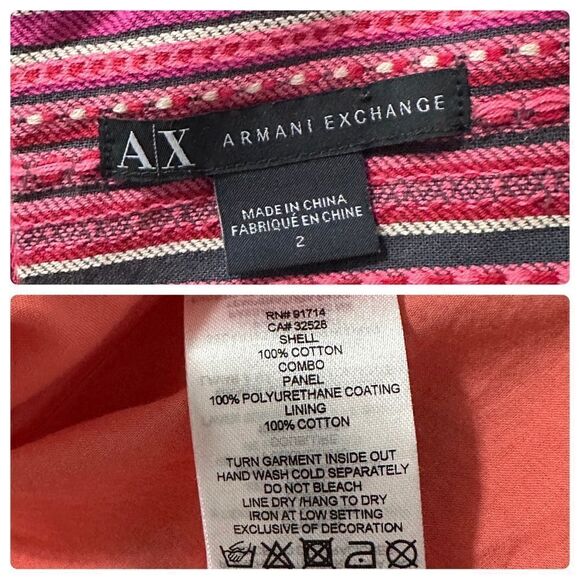 A|X ARMANI EXCHANGE
MADE IN CHINA
FABRIQUÉ EN CHINE
2
RN# 91714
CA# 32528
SHELL
100% COTTON
COMBO
PANEL
100% POLYURETHANE COATING
LINING
100% COTTON
TURN GARMENT INSIDE OUT
HAND WASH COLD SEPARATELY
DO NOT BLEACH
LINE DRY /HANG TO DRY
IRON AT LOW SETTING
EXCLUSIVE OF DECORATION